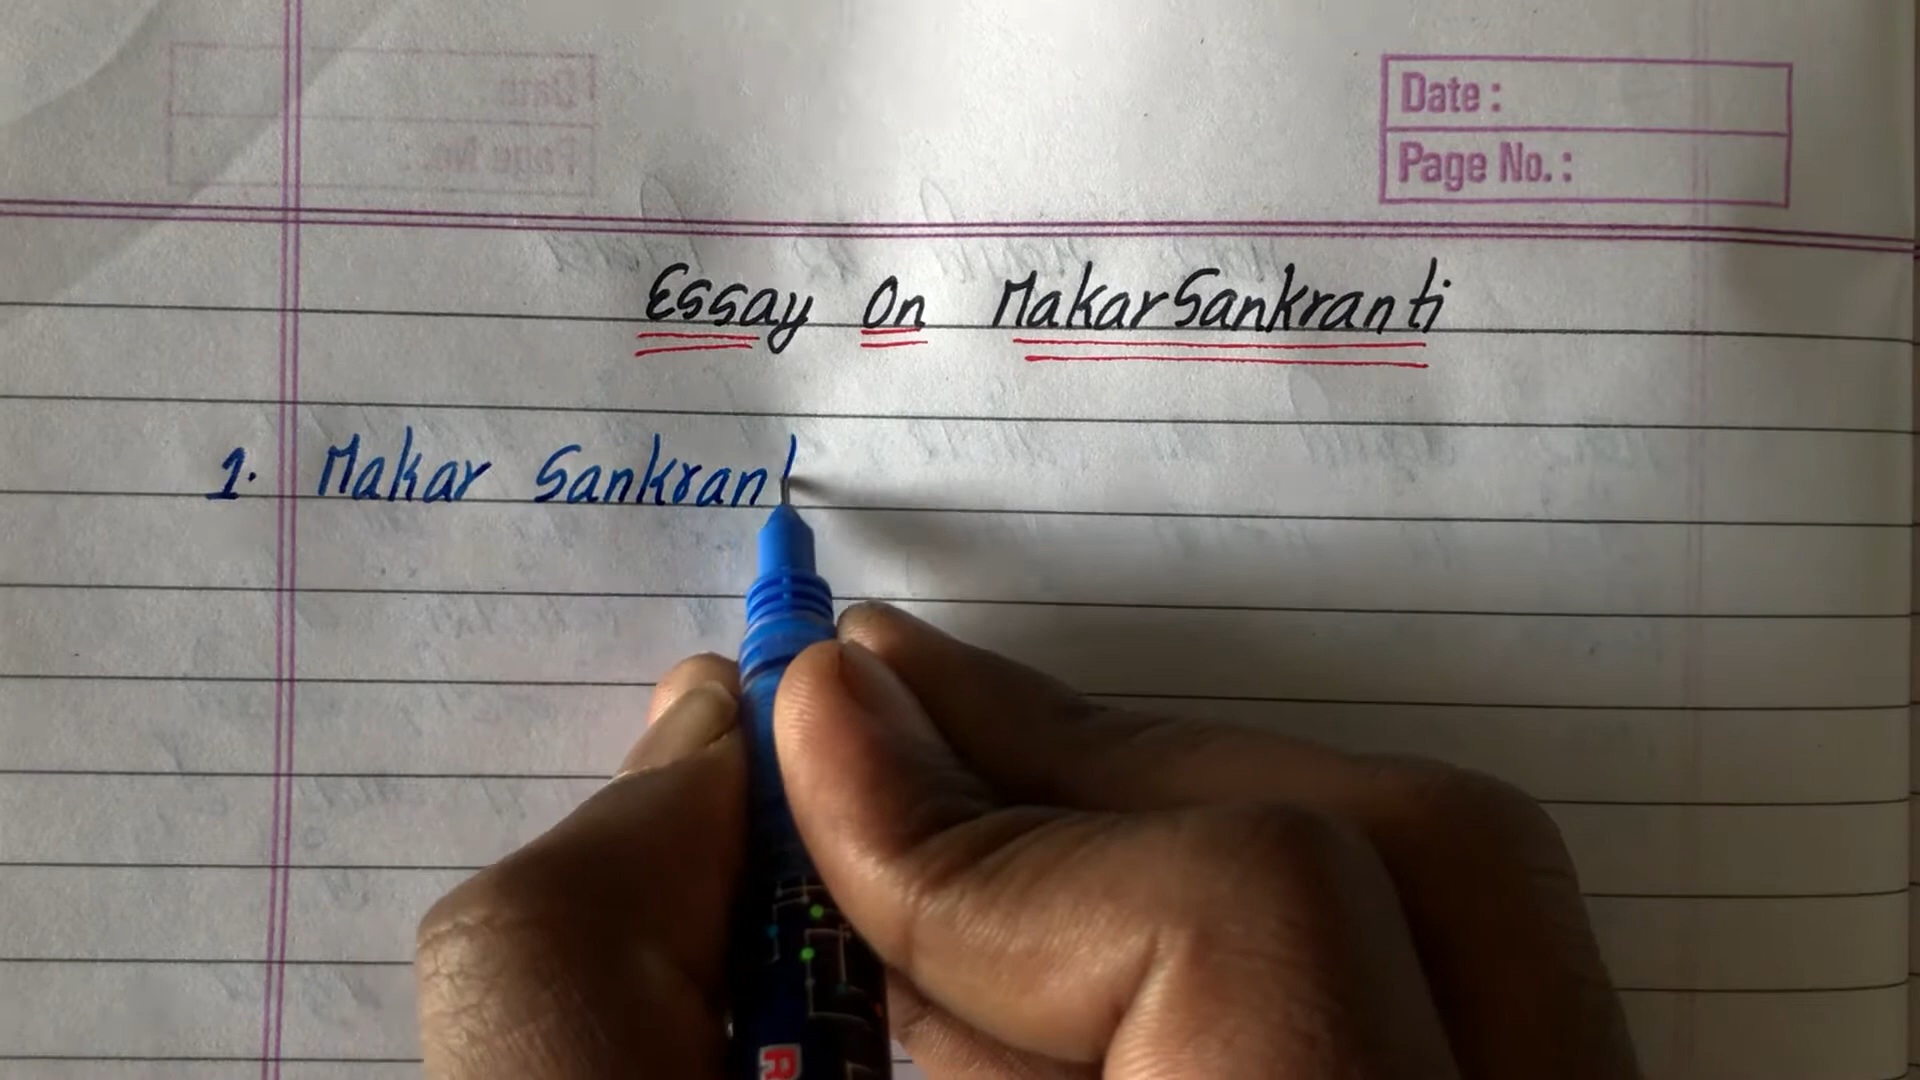 Date :
Page No. :
Essay On MakarSankranti
1. Makar Sankran
R